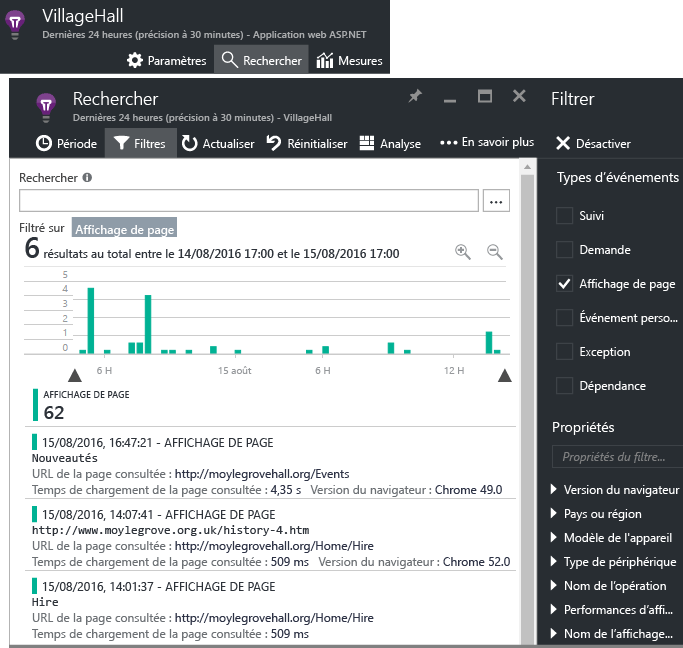 VillageHall
Dernières 24 heures (précision à 30 minutes) - Application web ASP.NET
Paramètres Rechercher Mesures
Rechercher
Dernières 24 heures (précision à 30 minutes) - VillageHall
Période Filtres Actualiser Réinitialiser Analyse ••• En savoir plus
Rechercher
...
Filtré sur Affichage de page
6 résultats au total entre le 14/08/2016 17:00 et le 15/08/2016 17:00
5
4
3
2
1
0
6 H 15 août 6 H 12 H
AFFICHAGE DE PAGE
62
15/08/2016, 16:47:21 - AFFICHAGE DE PAGE
Nouveautés
URL de la page consultée : http://moylegrovehall.org/Events
Temps de chargement de la page consultée : 4,35 s Version du navigateur : Chrome 49.0
15/08/2016, 14:07:41 - AFFICHAGE DE PAGE
http://www.moylegrove.org.uk/history-4.htm
URL de la page consultée : http://moylegrovehall.org/Home/Hire
Temps de chargement de la page consultée : 509 ms Version du navigateur : Chrome 52.0
15/08/2016, 14:01:37 - AFFICHAGE DE PAGE
Hire
URL de la page consultée : http://moylegrovehall.org/Home/Hire
Temps de chargement de la page consultée : 509 ms
Filtrer
Désactiver
Types d'événements
Suivi
Demande
Affichage de page
Événement perso...
Exception
Dépendance
Propriétés
Propriétés du filtre...
Version du navigateur
Pays ou région
Modèle de l'appareil
Type de périphérique
Nom de l'opération
Performances d'affi...
Nom de l'affichage...